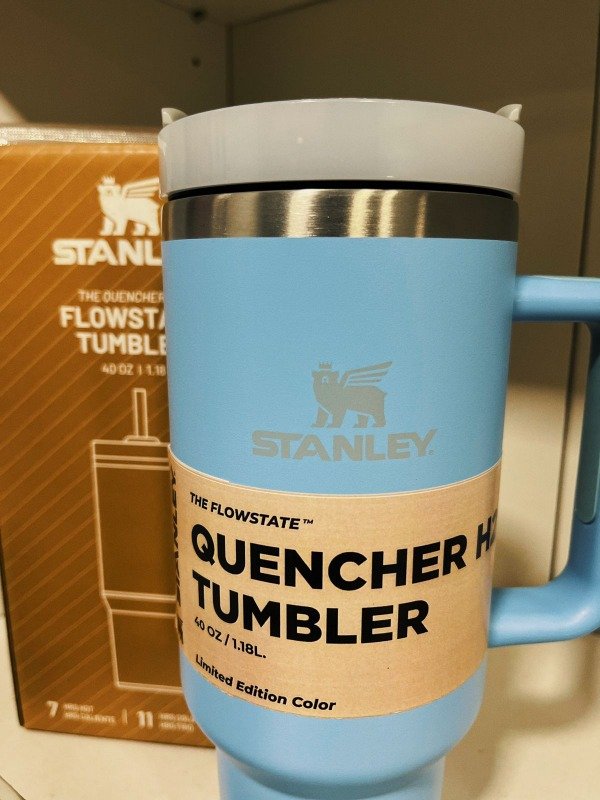 STANL
THE QUENCHER
FLOWSTA
TUMBLE
40 OZ | 1.18
7
11
STANLEY
THE FLOWSTATE™
QUENCHER H2
TUMBLER
40 OZ / 1.18L.
Limited Edition Color